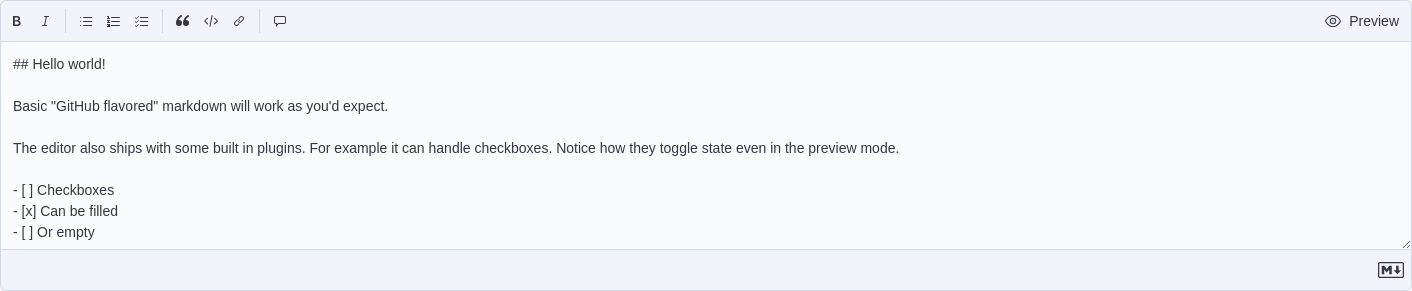 B I Preview
## Hello world!
Basic "GitHub flavored" markdown will work as you'd expect.
The editor also ships with some built in plugins. For example it can handle checkboxes. Notice how they toggle state even in the preview mode.
- [ ] Checkboxes
- [x] Can be filled
- [ ] Or empty
M